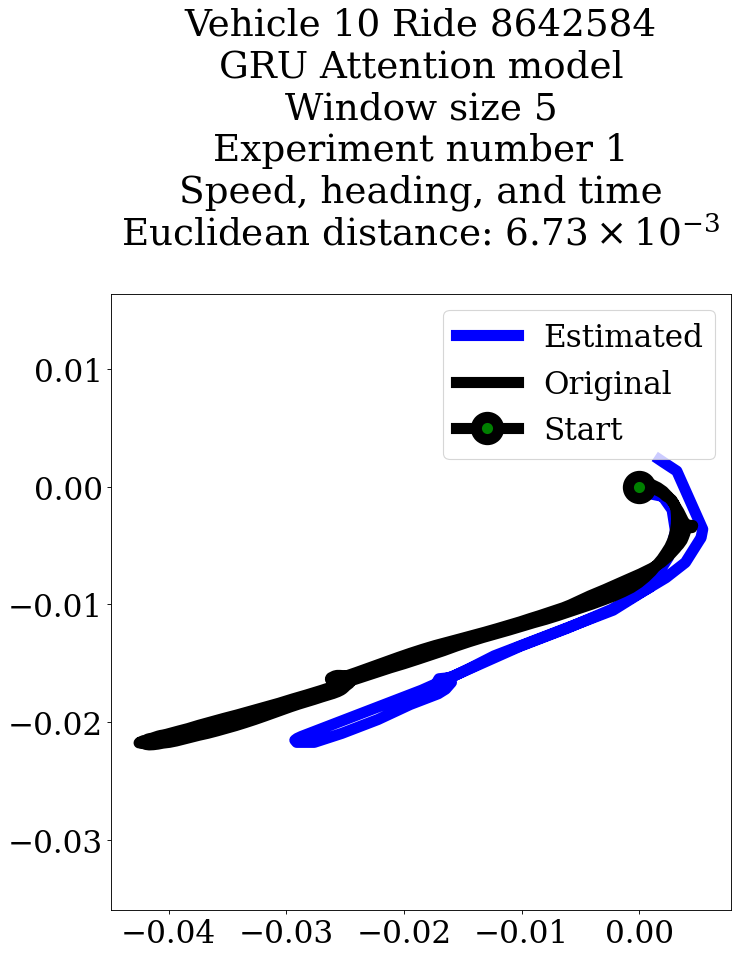 Vehicle 10 Ride 8642584
GRU Attention model
Window size 5
Experiment number 1
Speed, heading, and time
Euclidean distance: 6.73 × 10⁻³
Estimated
Original
Start
0.01
0.00
−0.01
−0.02
−0.03
−0.04 −0.03 −0.02 −0.01 0.00